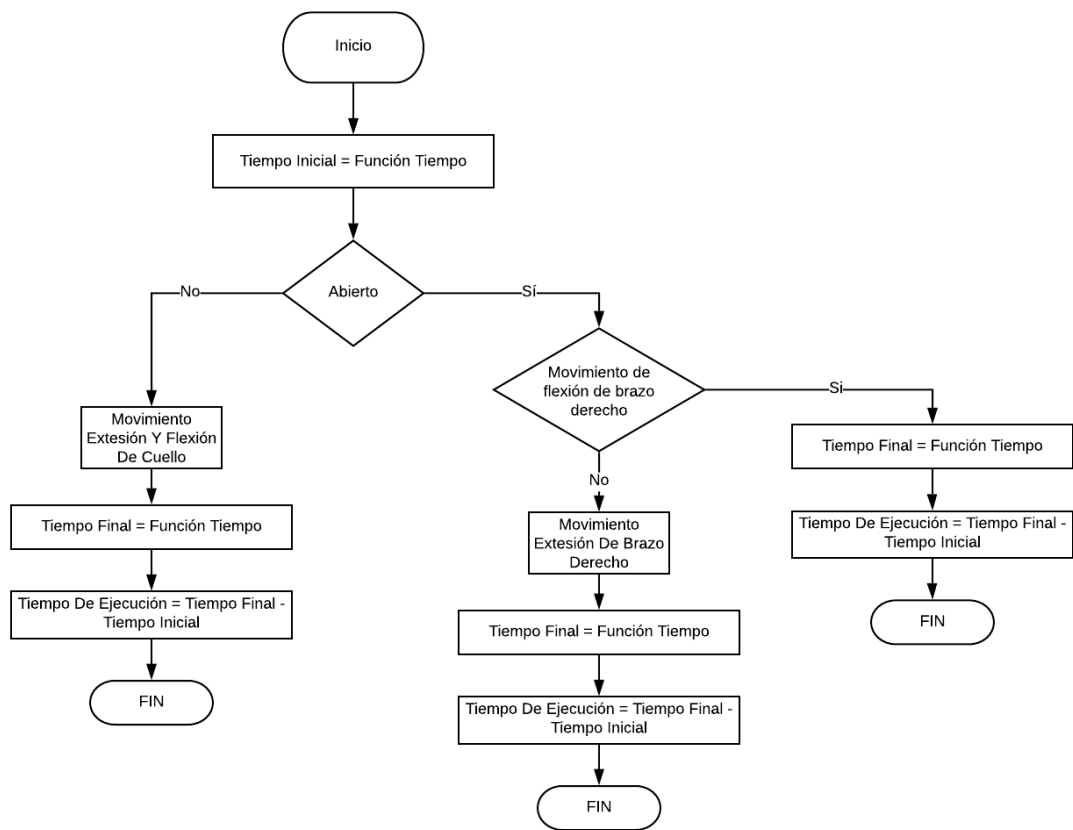 Inicio
Tiempo Inicial = Función Tiempo
Abierto
No
Sí
Movimiento
Extesión Y Flexión
De Cuello
Tiempo Final = Función Tiempo
Tiempo De Ejecución = Tiempo Final -
Tiempo Inicial
FIN
Movimiento de
flexión de brazo
derecho
No
Si
Movimiento
Extesión De Brazo
Derecho
Tiempo Final = Función Tiempo
Tiempo De Ejecución = Tiempo Final -
Tiempo Inicial
FIN
Tiempo Final = Función Tiempo
Tiempo De Ejecución = Tiempo Final -
Tiempo Inicial
FIN